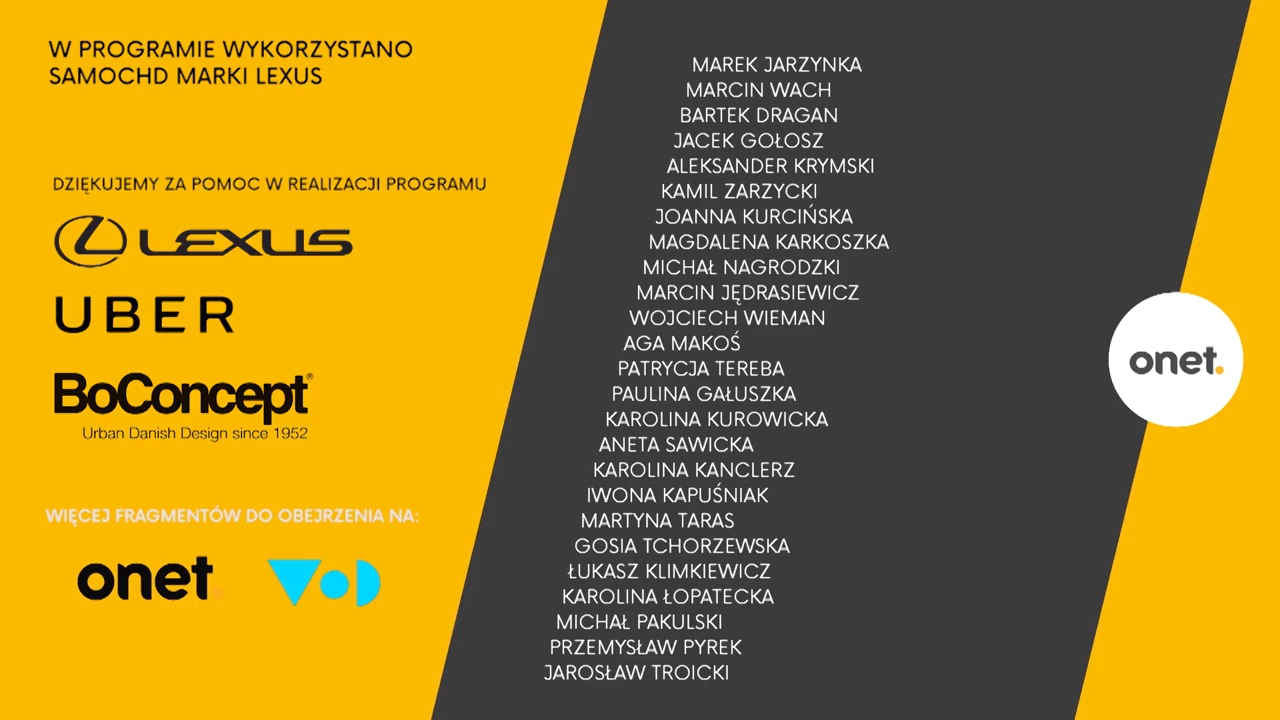 W PROGRAMIE WYKORZYSTANO
SAMOCHD MARKI LEXUS
DZIĘKUJEMY ZA POMOC W REALIZACJI PROGRAMU
LEXUS
UBER
BoConcept®
Urban Danish Design since 1952
WIĘCEJ FRAGMENTÓW DO OBEJRZENIA NA:
onet.
VOD
MAREK JARZYNKA
MARCIN WACH
BARTEK DRAGAN
JACEK GOŁOSZ
ALEKSANDER KRYMSKI
KAMIL ZARZYCKI
JOANNA KURCIŃSKA
MAGDALENA KARKOSZKA
MICHAŁ NAGRODZKI
MARCIN JĘDRASIEWICZ
WOJCIECH WIEMAN
AGA MAKOŚ
PATRYCJA TEREBA
PAULINA GAŁUSZKA
KAROLINA KUROWICKA
ANETA SAWICKA
KAROLINA KANCLERZ
IWONA KAPUŚNIAK
MARTYNA TARAS
GOSIA TCHORZEWSKA
ŁUKASZ KLIMKIEWICZ
KAROLINA ŁOPATECKA
MICHAŁ PAKULSKI
PRZEMYSŁAW PYREK
JAROSŁAW TROICKI
onet.